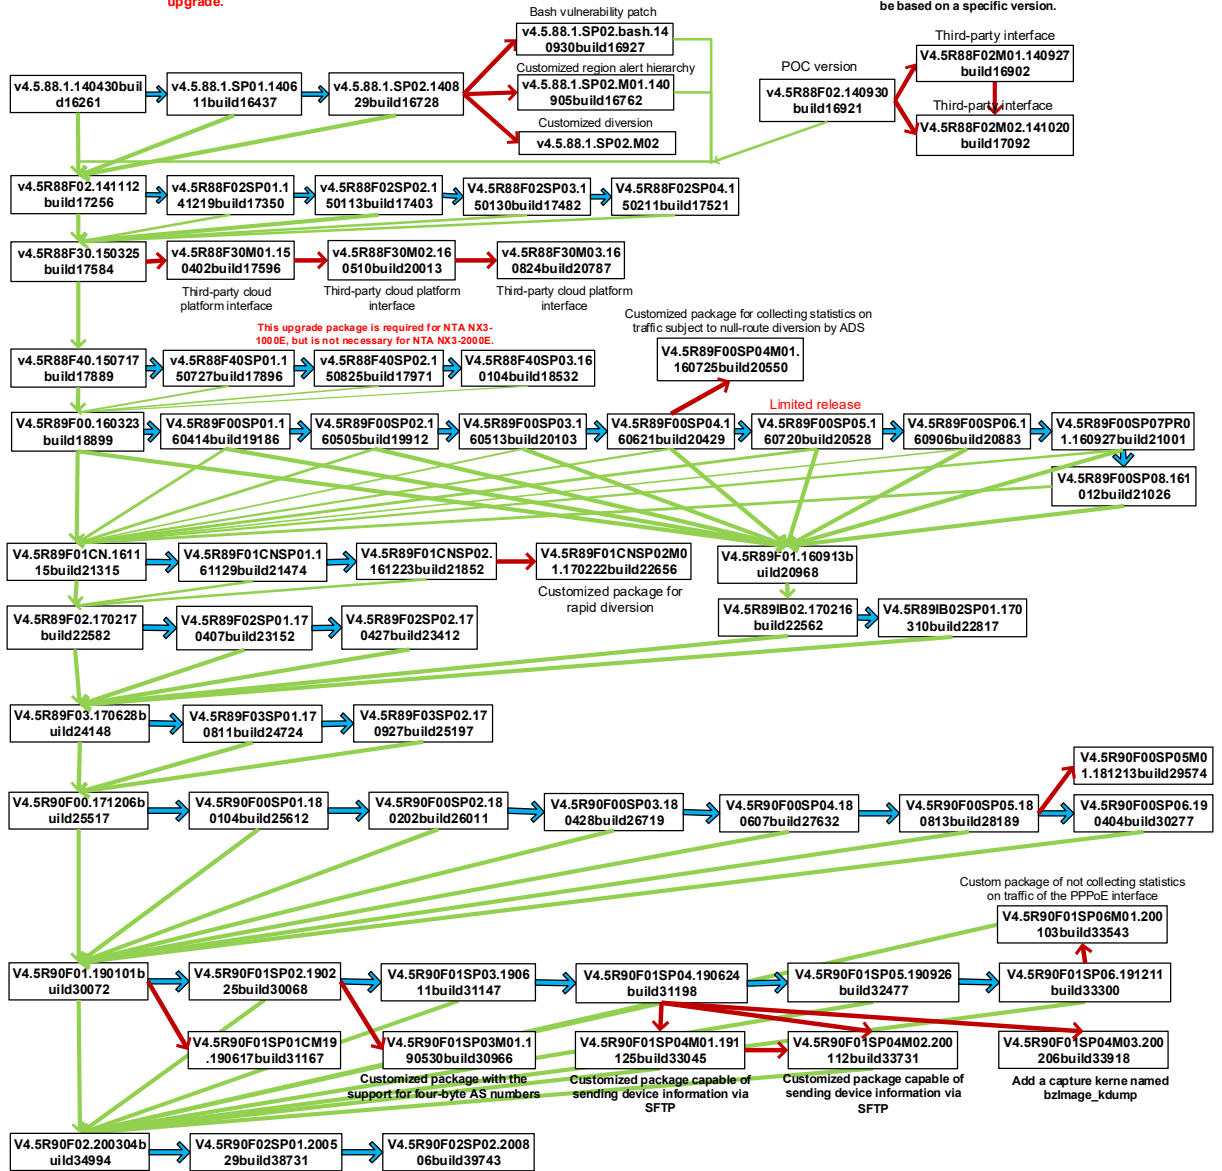 upgrade.
be based on a specific version.
Bash vulnerability patch
v4.5.88.1.SP02.bash.14
0930build16927
Third-party interface
V4.5R88F02M01.140927
build16902
Customized region alert hierarchy
v4.5.88.1.SP02.M01.140
905build16762
POC version
v4.5R88F02.140930
build16921
v4.5.88.1.140430buil
d16261
v4.5.88.1.SP01.1406
11build16437
v4.5.88.1.SP02.1408
29build16728
Third-party interface
V4.5R88F02M02.141020
build17092
Customized diversion
v4.5.88.1.SP02.M02
v4.5R88F02.141112
build17256
v4.5R88F02SP01.1
41219build17350
v4.5R88F02SP02.1
50113build17403
V4.5R88F02SP03.1
50130build17482
V4.5R88F02SP04.1
50211build17521
v4.5R88F30.150325
build17584
v4.5R88F30M01.15
0402build17596
v4.5R88F30M02.16
0510build20013
v4.5R88F30M03.16
0824build20787
Third-party cloud
platform interface
Third-party cloud platform
interface
Third-party cloud platform
interface
Customized package for collecting statistics on
traffic subject to null-route diversion by ADS
This upgrade package is required for NTA NX3-
1000E, but is not necessary for NTA NX3-2000E.
V4.5R89F00SP04M01.
160725build20550
v4.5R88F40.150717
build17889
v4.5R88F40SP01.1
50727build17896
v4.5R88F40SP02.1
50825build17971
V4.5R88F40SP03.16
0104build18532
Limited release
V4.5R89F00.160323
build18899
V4.5R89F00SP01.1
60414build19186
V4.5R89F00SP02.1
60505build19912
V4.5R89F00SP03.1
60513build20103
V4.5R89F00SP04.1
60621build20429
V4.5R89F00SP05.1
60720build20528
V4.5R89F00SP06.1
60906build20883
V4.5R89F00SP07PR0
1.160927build21001
V4.5R89F00SP08.161
012build21026
V4.5R89F01CN.1611
15build21315
V4.5R89F01CNSP01.1
61129build21474
V4.5R89F01CNSP02.
161223build21852
V4.5R89F01CNSP02M0
1.170222build22656
Customized package for
rapid diversion
V4.5R89F01.160913b
uild20968
V4.5R89F02.170217
build22582
V4.5R89F02SP01.17
0407build23152
V4.5R89F02SP02.17
0427build23412
V4.5R89IB02.170216
build22562
V4.5R89IB02SP01.170
310build22817
V4.5R89F03.170628b
uild24148
V4.5R89F03SP01.17
0811build24724
V4.5R89F03SP02.17
0927build25197
V4.5R90F00SP05M0
1.181213build29574
V4.5R90F00.171206b
uild25517
V4.5R90F00SP01.18
0104build25612
V4.5R90F00SP02.18
0202build26011
V4.5R90F00SP03.18
0428build26719
V4.5R90F00SP04.18
0607build27632
V4.5R90F00SP05.18
0813build28189
V4.5R90F00SP06.19
0404build30277
Custom package of not collecting statistics
on traffic of the PPPoE interface
V4.5R90F01SP06M01.200
103build33543
V4.5R90F01.190101b
uild30072
V4.5R90F01SP02.1902
25build30068
V4.5R90F01SP03.1906
11build31147
V4.5R90F01SP04.190624
build31198
V4.5R90F01SP05.190926
build32477
V4.5R90F01SP06.191211
build33300
V4.5R90F01SP01CM19
.190617build31167
V4.5R90F01SP03M01.1
90530build30966
V4.5R90F01SP04M01.191
125build33045
V4.5R90F01SP04M02.200
112build33731
V4.5R90F01SP04M03.200
206build33918
Customized package with the
support for four-byte AS numbers
Customized package capable of
sending device information via
SFTP
Customized package capable of
sending device information via
SFTP
Add a capture kerne named
bzImage_kdump
V4.5R90F02.200304b
uild34994
V4.5R90F02SP01.2005
29build38731
V4.5R90F02SP02.2008
06build39743